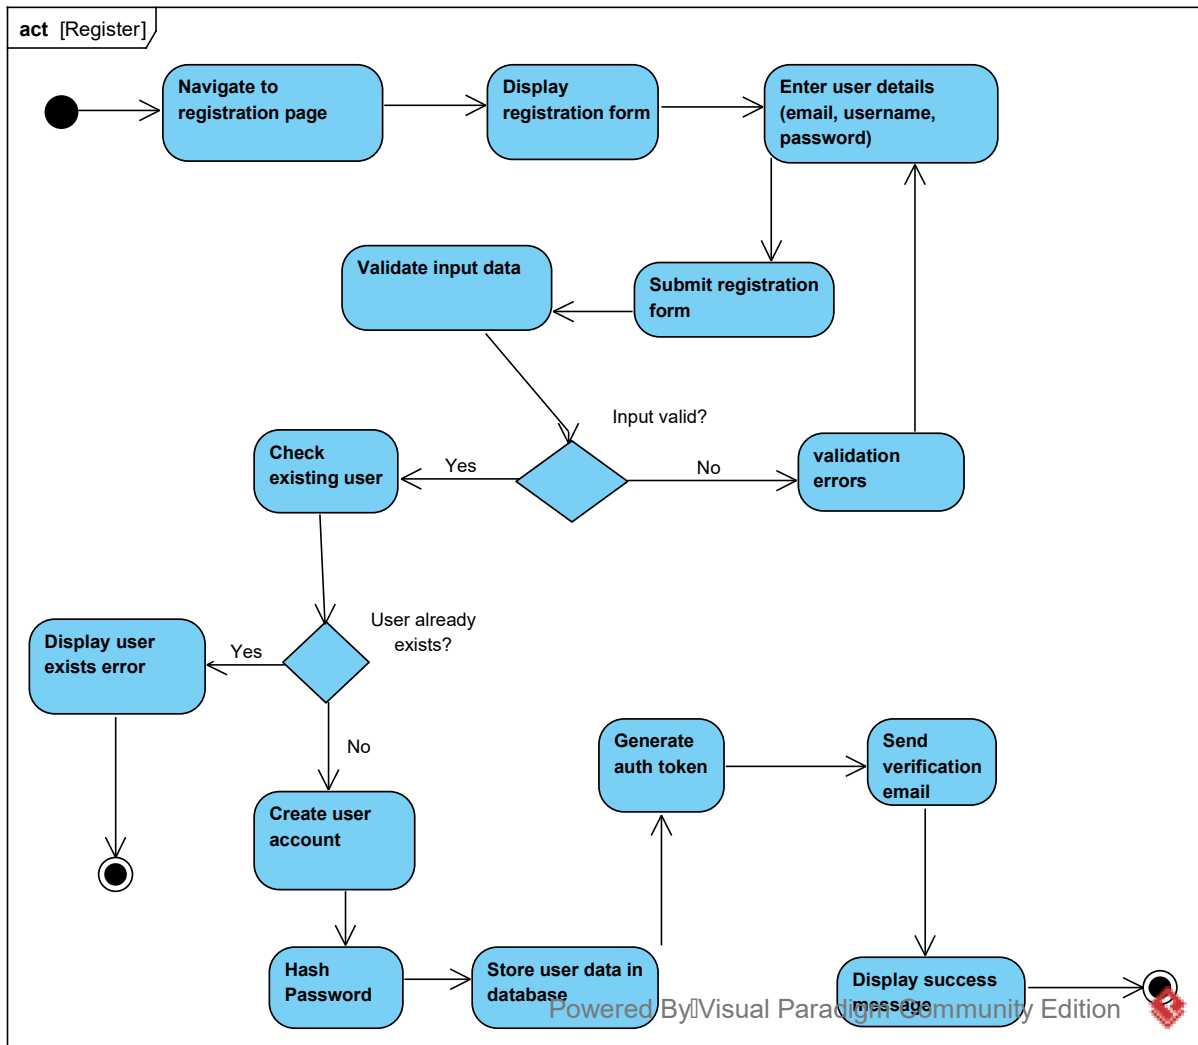 act [Register]
Navigate to
registration page
Display
registration form
Enter user details
(email, username,
password)
Validate input data
Submit registration
form
Input valid?
Check
existing user
Yes
No
validation
errors
User already
exists?
Display user
exists error
Yes
No
Generate
auth token
Send
verification
email
Create user
account
Hash
Password
Store user data in
database
Display success
message
Powered By Visual Paradigm Community Edition